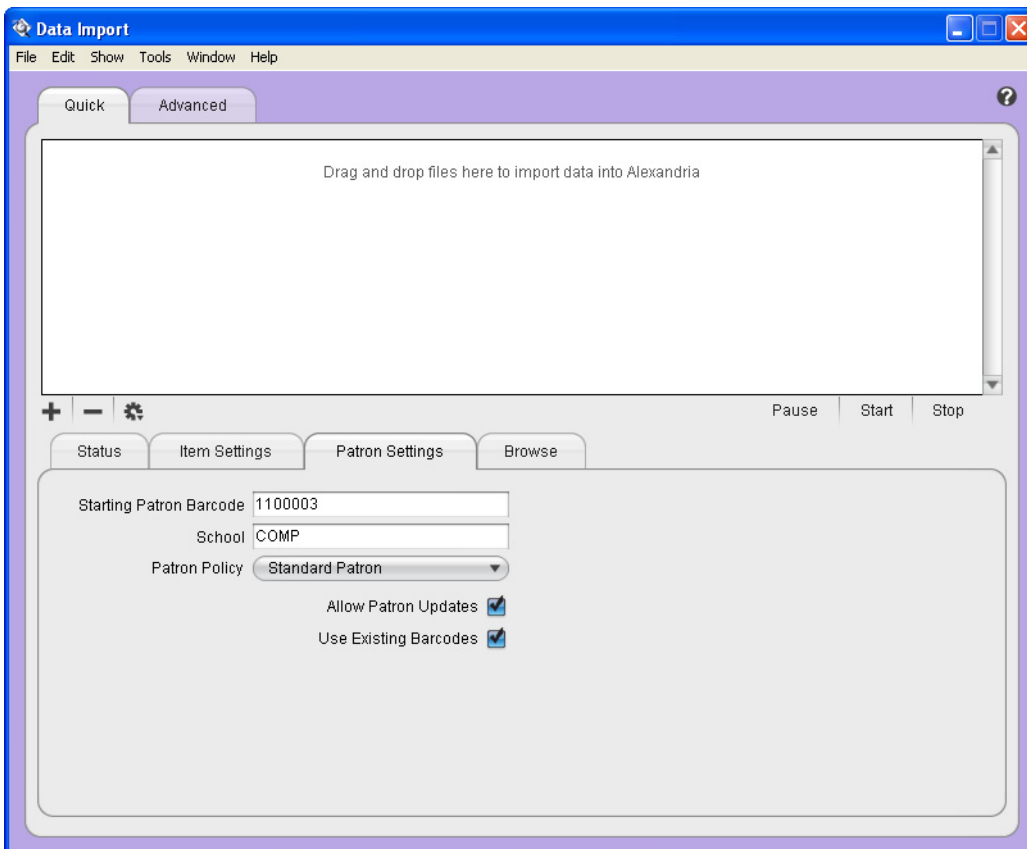 Data Import
File Edit Show Tools Window Help
Quick Advanced
?
Drag and drop files here to import data into Alexandria
Pause Start Stop
Status Item Settings Patron Settings Browse
Starting Patron Barcode 1100003
School COMP
Patron Policy Standard Patron
Allow Patron Updates
Use Existing Barcodes